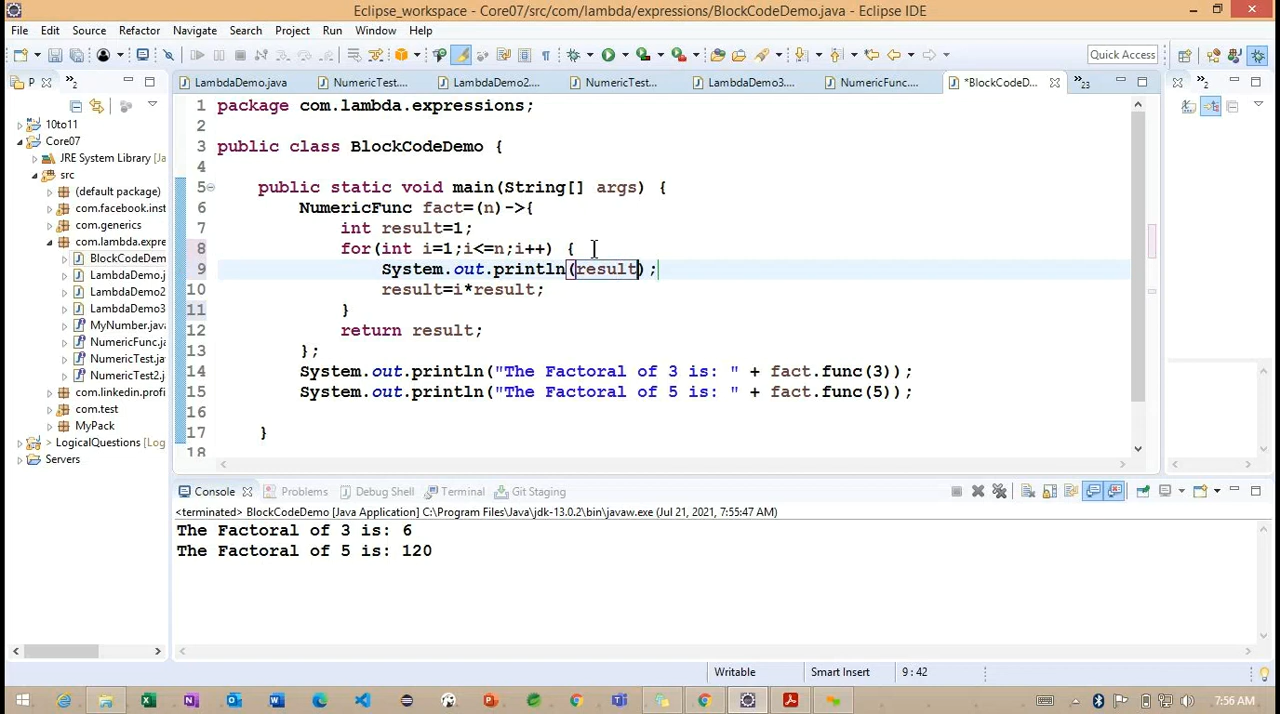 Eclipse_workspace - Core07/src/com/lambda/expressions/BlockCodeDemo.java - Eclipse IDE
File Edit Source Refactor Navigate Search Project Run Window Help
Quick Access
P
2
LambdaDemo.java
NumericTest...
LambdaDemo2....
NumericTest...
LambdaDemo3....
NumericFunc....
*BlockCodeD...
23
2
10to11
Core07
JRE System Library [Ja
src
(default package)
com.facebook.inst
com.generics
com.lambda.expre
BlockCodeDem
LambdaDemo.j
LambdaDemo2
LambdaDemo3
MyNumber.java
NumericFunc.ja
NumericTest.ja
NumericTest2.j
com.linkedin.profi
com.test
MyPack
> LogicalQuestions [Log
Servers
1 package com.lambda.expressions;
2
3 public class BlockCodeDemo {
4
5 public static void main(String[] args) {
6 NumericFunc fact=(n)->{
7 int result=1;
8 for(int i=1;i<=n;i++) {
9 System.out.println(result);
10 result=i*result;
11 }
12 return result;
13 };
14 System.out.println("The Factoral of 3 is: " + fact.func(3));
15 System.out.println("The Factoral of 5 is: " + fact.func(5));
16
17 }
18
Console Problems Debug Shell Terminal Git Staging
<terminated> BlockCodeDemo [Java Application] C:\Program Files\Java\jdk-13.0.2\bin\javaw.exe (Jul 21, 2021, 7:55:47 AM)
The Factoral of 3 is: 6
The Factoral of 5 is: 120
Writable Smart Insert 9 : 42
7:56 AM